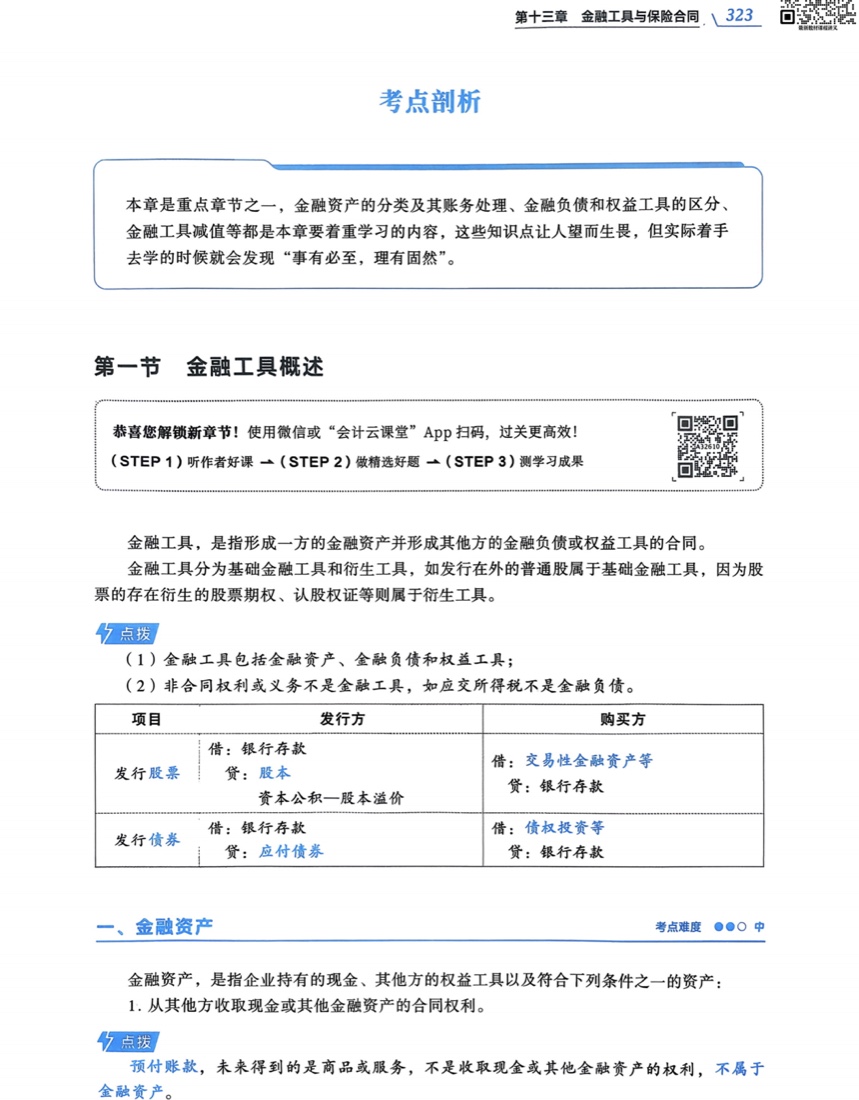 第十三章 金融工具与保险合同 323
考点剖析
本章是重点章节之一，金融资产的分类及其账务处理、金融负债和权益工具的区分、
金融工具减值等都是本章要着重学习的内容，这些知识点让人望而生畏，但实际着手
去学的时候就会发现“事有必至，理有固然”。
第一节 金融工具概述
恭喜您解锁新章节！使用微信或“会计云课堂”App 扫码，过关更高效！
（STEP 1）听作者好课 ⇀（STEP 2）做精选好题 ⇀（STEP 3）测学习成果
金融工具，是指形成一方的金融资产并形成其他方的金融负债或权益工具的合同。
金融工具分为基础金融工具和衍生工具，如发行在外的普通股属于基础金融工具，因为股
票的存在衍生的股票期权、认股权证等则属于衍生工具。
点拨
（1）金融工具包括金融资产、金融负债和权益工具；
（2）非合同权利或义务不是金融工具，如应交所得税不是金融负债。
项目 发行方 购买方
发行股票
借：银行存款
贷：股本
资本公积—股本溢价
借：交易性金融资产等
贷：银行存款
发行债券
借：银行存款
贷：应付债券
借：债权投资等
贷：银行存款
一、金融资产 考点难度 ●●○ 中
金融资产，是指企业持有的现金、其他方的权益工具以及符合下列条件之一的资产：
1. 从其他方收取现金或其他金融资产的合同权利。
点拨
预付账款，未来得到的是商品或服务，不是收取现金或其他金融资产的权利，不属于
金融资产。